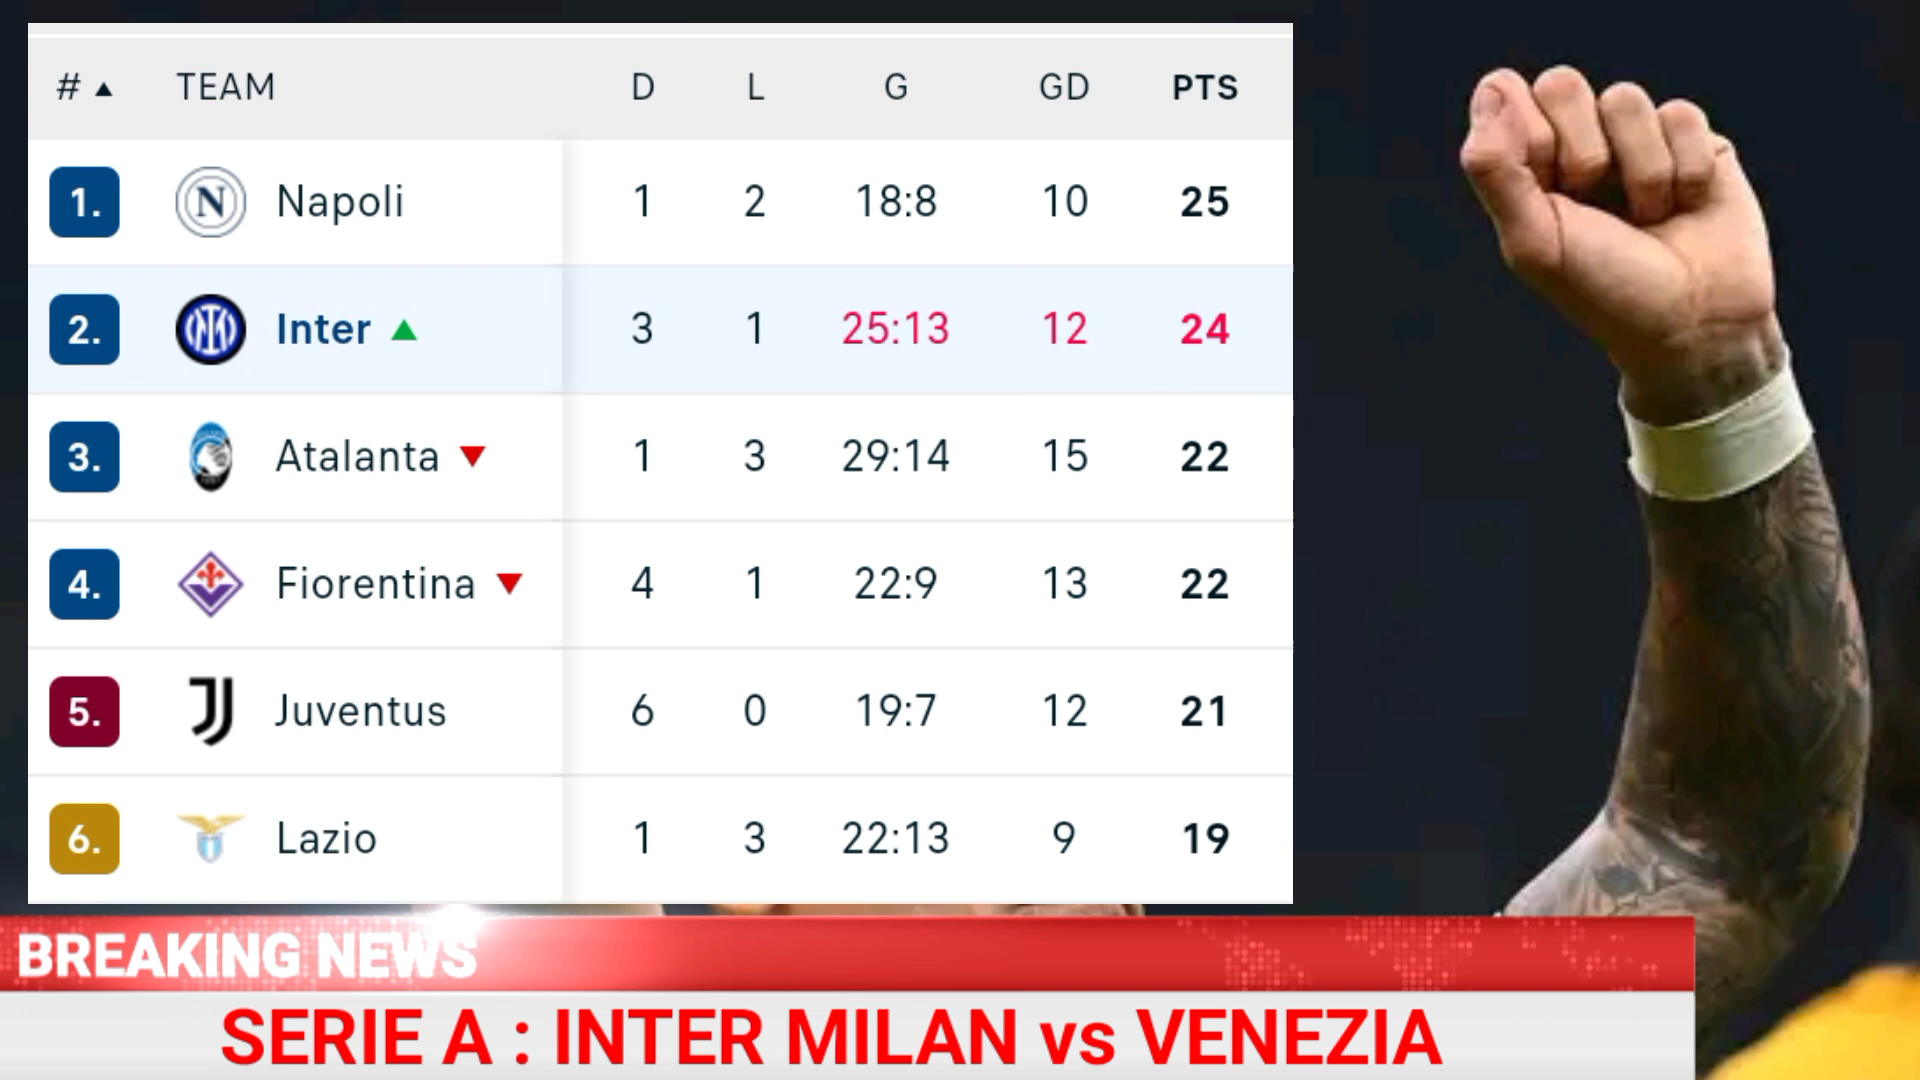 # ▲ TEAM D L G GD PTS
1. N Napoli 1 2 18:8 10 25
2. Inter ▲ 3 1 25:13 12 24
3. Atalanta ▼ 1 3 29:14 15 22
4. Fiorentina ▼ 4 1 22:9 13 22
5. Juventus 6 0 19:7 12 21
6. Lazio 1 3 22:13 9 19
BREAKING NEWS
SERIE A : INTER MILAN vs VENEZIA